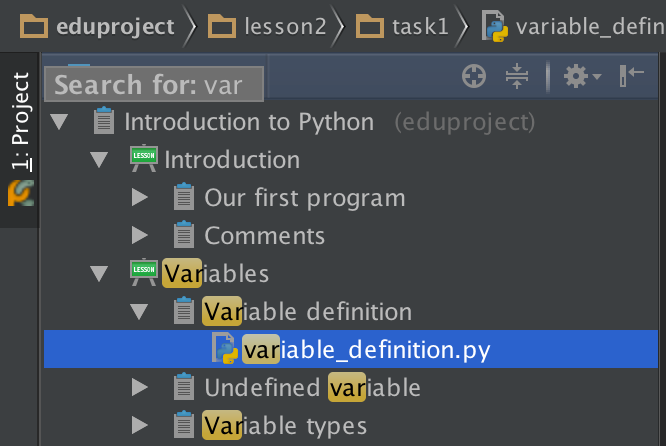 eduproject lesson2 task1 variable_defin
Search for: var
1: Project
Introduction to Python (eduproject)
LESSON Introduction
Our first program
Comments
LESSON Variables
Variable definition
variable_definition.py
Undefined variable
Variable types